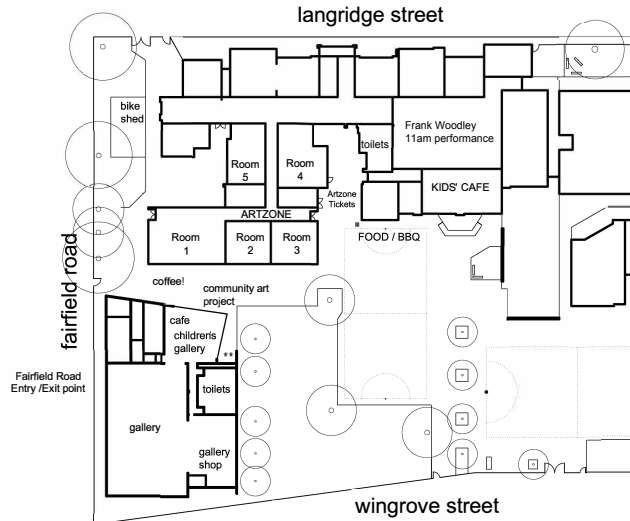 langridge street
bike
shed
Frank Woodley
11am performance
toilets
Room
5
Room
4
KIDS' CAFE
Artzone
Tickets
ARTZONE
Room
1
Room
2
Room
3
FOOD / BBQ
fairfield road
coffee!
community art
project
cafe
children's
gallery
**
Fairfield Road
Entry /Exit point
toilets
gallery
gallery
shop
wingrove street